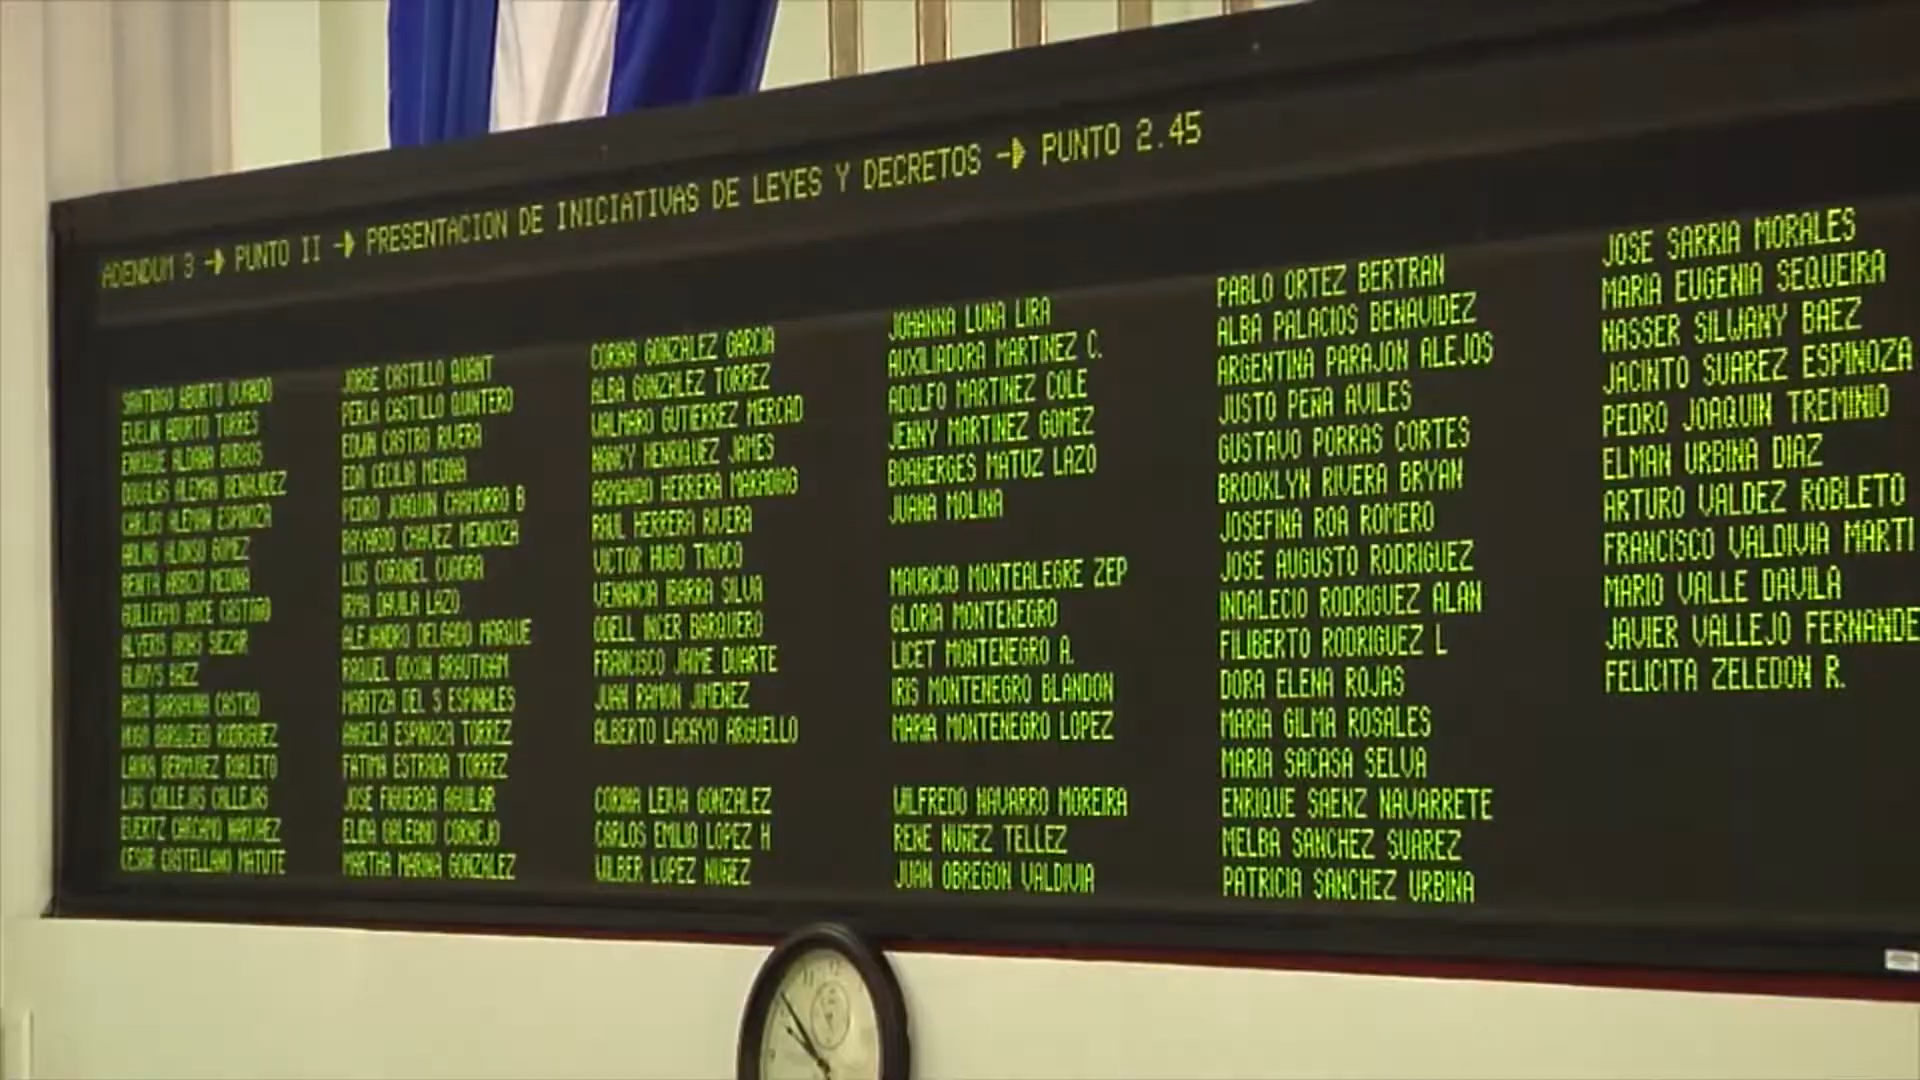 ADENDUM 3 → PUNTO II → PRESENTACION DE INICIATIVAS DE LEYES Y DECRETOS → PUNTO 2.45
SANTIAGO ABURTO OVANDO
EVELIN ABURTO TORRES
ENRIQUE ALDANA BURGOS
DOUGLAS ALEMAN BENAVIDEZ
CARLOS ALEMAN ESPINOZA
ADLING ALONSO GOMEZ
BENITA ARBIZU MEDINA
GUILLERMO ARCE CASTAÑO
ALVERIS ARIAS SIEZAR
GLADYS BAEZ
ROSA BARAHONA CASTRO
HUGO BARQUERO RODRIGUEZ
LAURA BERMUDEZ ROBLETO
LUIS CALLEJAS CALLEJAS
EVERTZ CARCAMO NARVAEZ
CESAR CASTELLANO MATUTE
JORGE CASTILLO QUANT
PERLA CASTILLO QUINTERO
EDWIN CASTRO RIVERA
EDA CECILIA MEDINA
PEDRO JOAQUIN CHAMORRO B
BAYARDO CHAVEZ MENDOZA
LUIS CORONEL CUADRA
IRMA DAVILA LAZO
ALEJANDRO DELGADO MARQUE
RAQUEL DIXON BRAUTIGAM
MARITZA DEL S ESPINALES
ANGELA ESPINOZA TORREZ
FATIMA ESTRADA TORREZ
JOSE FIGUEROA AGUILAR
ELIDA GALEANO CORNEJO
MARTHA MARINA GONZALEZ
CORINA GONZALEZ GARCIA
ALBA GONZALEZ TORREZ
WALMARO GUTIERREZ MERCAD
NANCY HENRIQUEZ JAMES
ARMANDO HERRERA MARADIAG
RAUL HERRERA RIVERA
VICTOR HUGO TINOCO
VENANCIA IBARRA SILVA
ODELL INCER BARQUERO
FRANCISCO JAIME DUARTE
JUAN RAMON JIMENEZ
ALBERTO LACAYO ARGUELLO
CORINA LEIVA GONZALEZ
CARLOS EMILIO LOPEZ H
WILBER LOPEZ NUÑEZ
JOHANNA LUNA LIRA
AUXILIADORA MARTINEZ C.
ADOLFO MARTINEZ COLE
JENNY MARTINEZ GOMEZ
BOANERGES MATUZ LAZO
JUANA MOLINA
MAURICIO MONTEALEGRE ZEP
GLORIA MONTENEGRO
LICET MONTENEGRO A.
IRIS MONTENEGRO BLANDON
MARIA MONTENEGRO LOPEZ
WILFREDO NAVARRO MOREIRA
RENE NUÑEZ TELLEZ
JUAN OBREGON VALDIVIA
PABLO ORTEZ BERTRAN
ALBA PALACIOS BENAVIDEZ
ARGENTINA PARAJON ALEJOS
JUSTO PEÑA AVILES
GUSTAVO PORRAS CORTES
BROOKLYN RIVERA BRYAN
JOSEFINA ROA ROMERO
JOSE AUGUSTO RODRIGUEZ
INDALECIO RODRIGUEZ ALAN
FILIBERTO RODRIGUEZ L
DORA ELENA ROJAS
MARIA GILMA ROSALES
MARIA SACASA SELVA
ENRIQUE SAENZ NAVARRETE
MELBA SANCHEZ SUAREZ
PATRICIA SANCHEZ URBINA
JOSE SARRIA MORALES
MARIA EUGENIA SEQUEIRA
NASSER SILWANY BAEZ
JACINTO SUAREZ ESPINOZA
PEDRO JOAQUIN TREMINIO
ELMAN URBINA DIAZ
ARTURO VALDEZ ROBLETO
FRANCISCO VALDIVIA MARTI
MARIO VALLE DAVILA
JAVIER VALLEJO FERNANDE
FELICITA ZELEDON R.